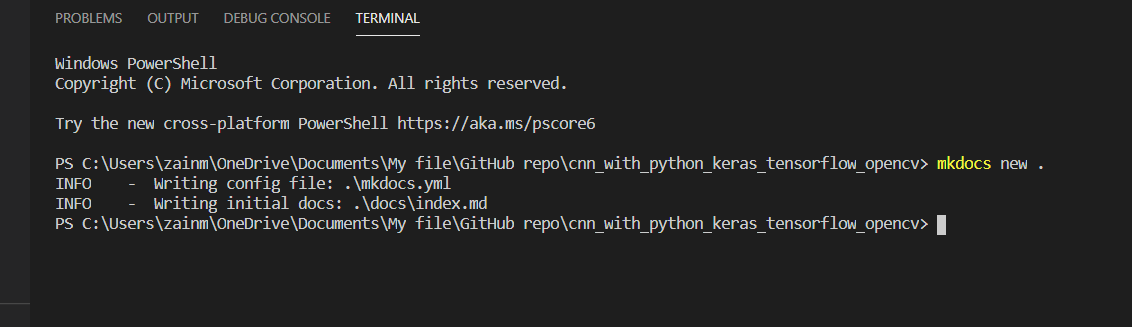 PROBLEMS OUTPUT DEBUG CONSOLE TERMINAL
Windows PowerShell
Copyright (C) Microsoft Corporation. All rights reserved.
Try the new cross-platform PowerShell https://aka.ms/pscore6
PS C:\Users\zainm\OneDrive\Documents\My file\GitHub repo\cnn_with_python_keras_tensorflow_opencv> mkdocs new .
INFO    -  Writing config file: .\mkdocs.yml
INFO    -  Writing initial docs: .\docs\index.md
PS C:\Users\zainm\OneDrive\Documents\My file\GitHub repo\cnn_with_python_keras_tensorflow_opencv>